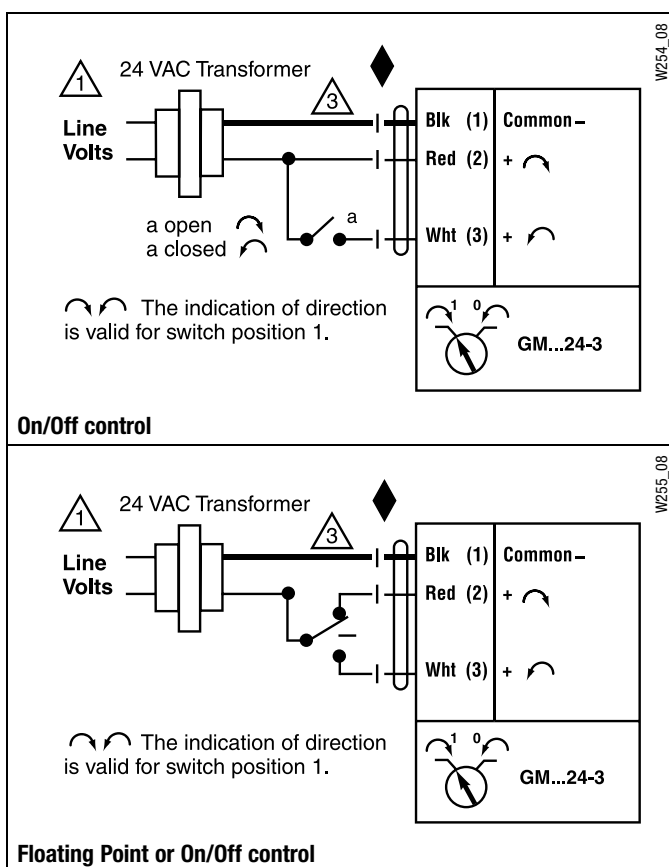 W254_08
1 24 VAC Transformer
3
Line
Volts
Blk (1) Common –
Red (2) +
a
a open
a closed
Wht (3) +
The indication of direction
is valid for switch position 1.
1 0
GM...24-3
On/Off control
W255_08
1 24 VAC Transformer
3
Line
Volts
Blk (1) Common –
Red (2) +
Wht (3) +
The indication of direction
is valid for switch position 1.
1 0
GM...24-3
Floating Point or On/Off control